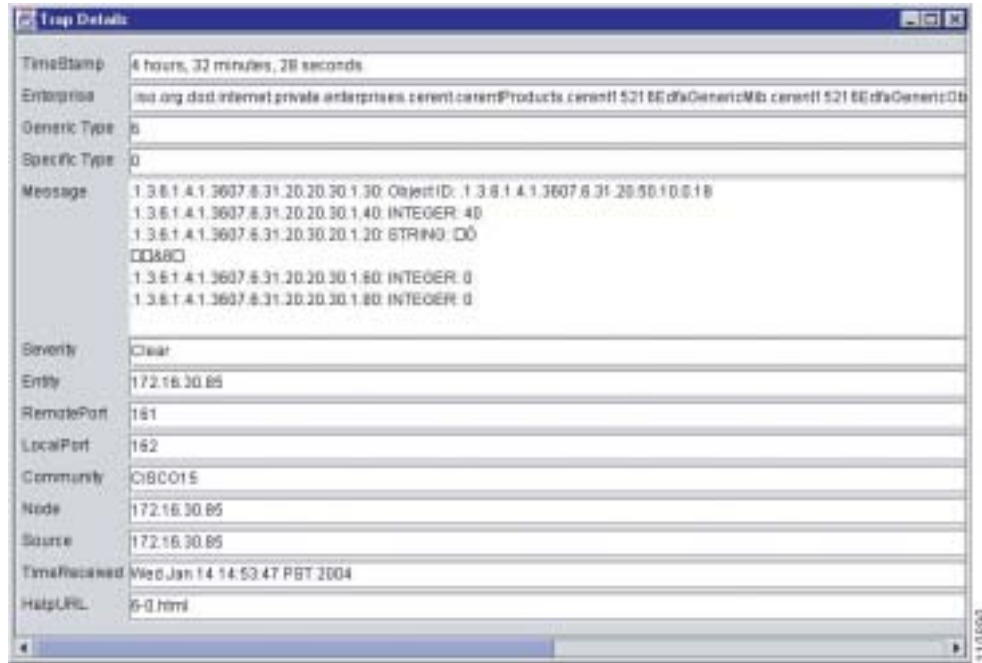 Trap Details
TimeStamp 4 hours, 32 minutes, 28 seconds
Enterprise .iso.org.dod.internet.private.enterprises.cerent.cerentProducts.cerent15216EdfaGenericMib.cerent15216EdfaGenericOb
Generic Type 6
Specific Type 0
Message .1.3.6.1.4.1.3607.6.31.20.20.30.1.30: Object ID: .1.3.6.1.4.1.3607.6.31.20.50.10.0.18
.1.3.6.1.4.1.3607.6.31.20.20.30.1.40: INTEGER: 40
.1.3.6.1.4.1.3607.6.31.20.30.20.1.20: STRING: □Ô
□□&8□
.1.3.6.1.4.1.3607.6.31.20.20.30.1.60: INTEGER: 0
.1.3.6.1.4.1.3607.6.31.20.20.30.1.80: INTEGER: 0
Severity Clear
Entity 172.16.30.85
RemotePort 161
LocalPort 162
Community CISCO15
Node 172.16.30.85
Source 172.16.30.85
TimeReceived Wed Jan 14 14:53:47 PST 2004
HelpURL 6-0.html